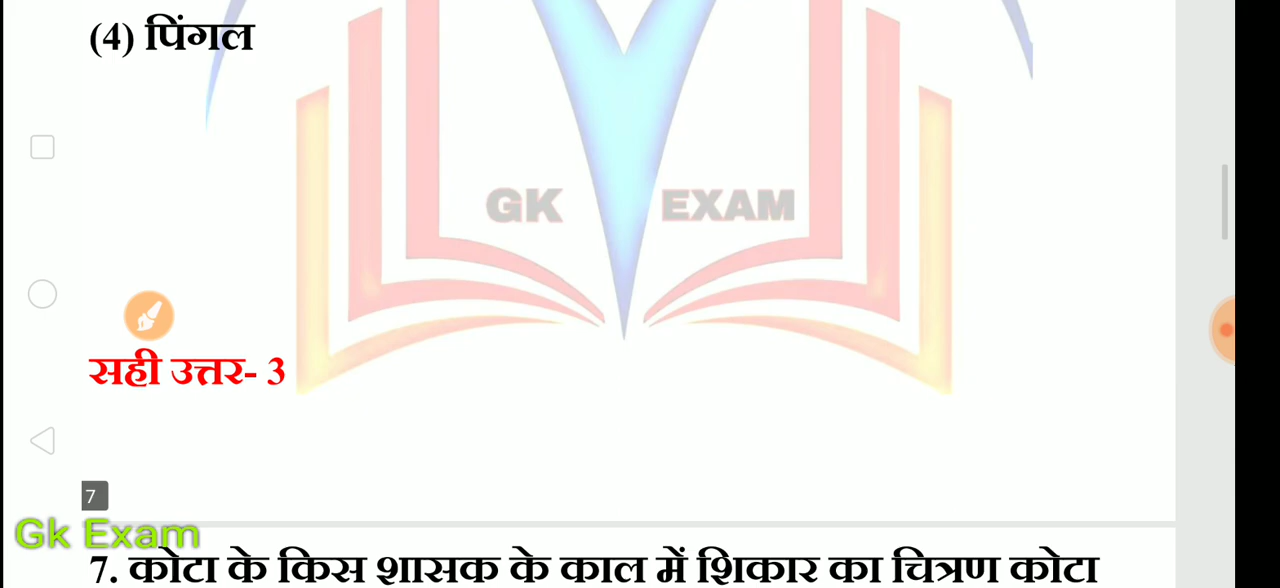 (4) पिंगल
GK EXAM
सही उत्तर- 3
7
Gk Exam
7. कोटा के किस शासक के काल में शिकार का चित्रण कोटा